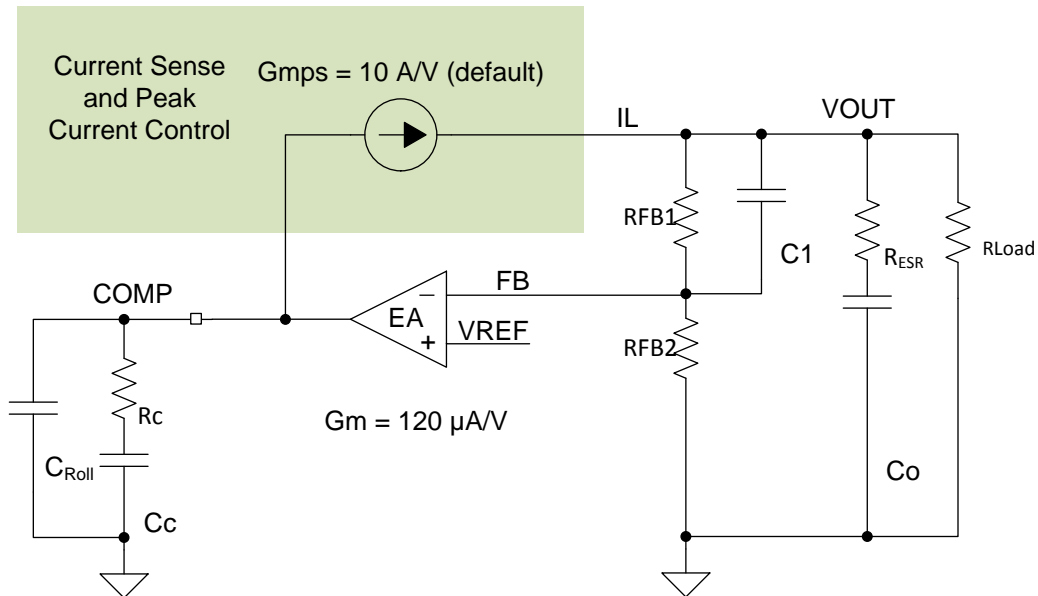 Current Sense
and Peak
Current Control
Gmps = 10 A/V (default)
IL
VOUT
RFB1
C1
RESR
RLoad
COMP
FB
EA
VREF
RFB2
Rc
Gm = 120 µA/V
CRoll
Co
Cc